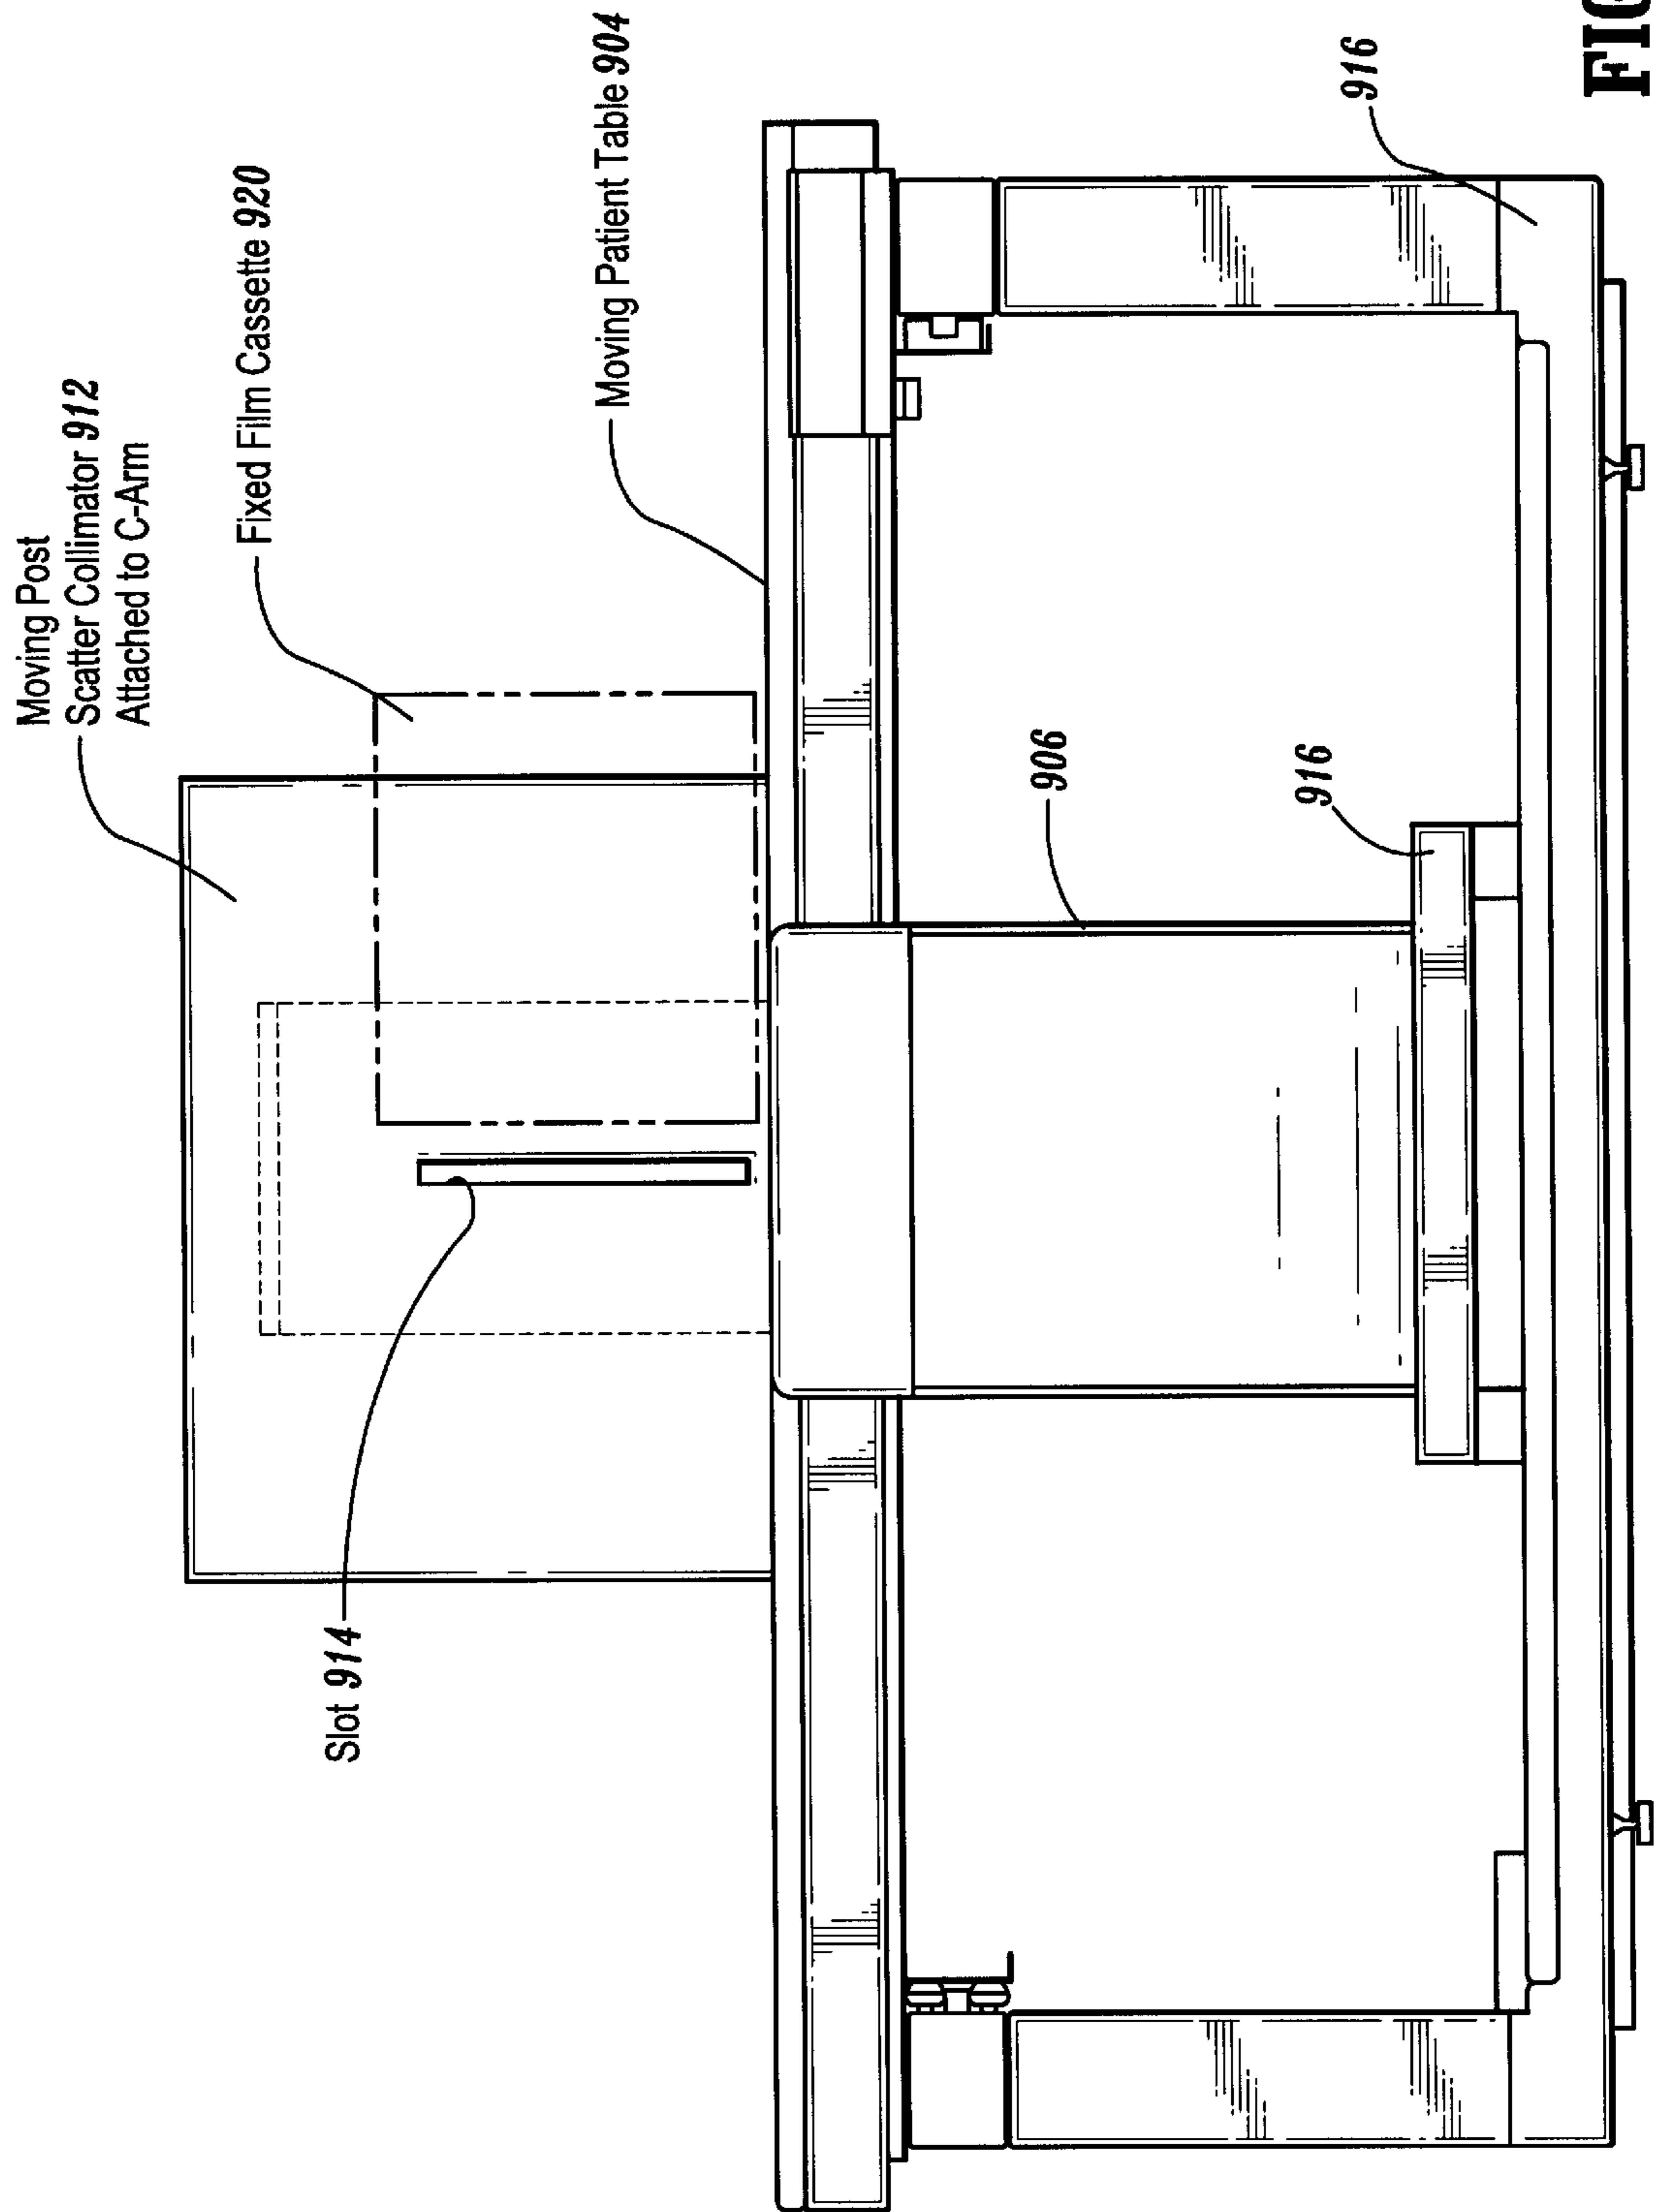 Moving Post
Scatter Collimator 912
Attached to C-Arm
Fixed Film Cassette 920
Moving Patient Table 904
Slot 914
906
916
916